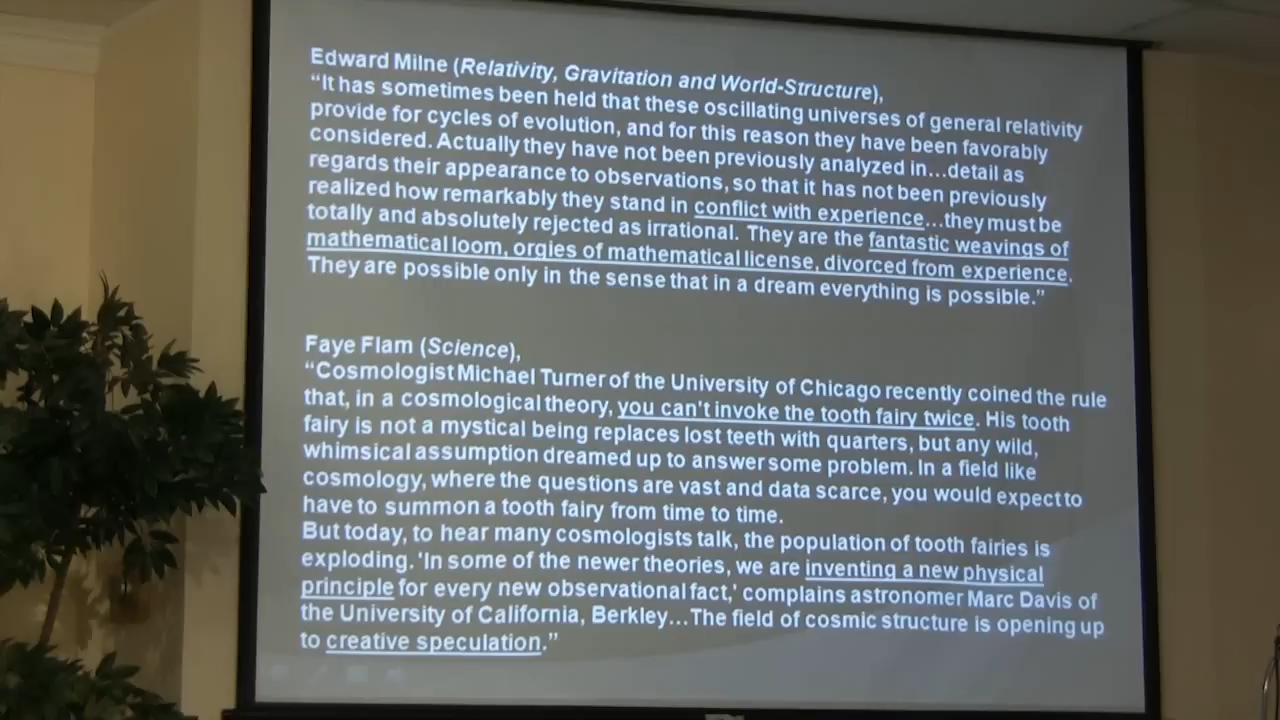 Edward Milne (Relativity, Gravitation and World-Structure),
“It has sometimes been held that these oscillating universes of general relativity
provide for cycles of evolution, and for this reason they have been favorably
considered. Actually they have not been previously analyzed in...detail as
regards their appearance to observations, so that it has not been previously
realized how remarkably they stand in conflict with experience...they must be
totally and absolutely rejected as irrational. They are the fantastic weavings of
mathematical loom, orgies of mathematical license, divorced from experience.
They are possible only in the sense that in a dream everything is possible.”
Faye Flam (Science),
“Cosmologist Michael Turner of the University of Chicago recently coined the rule
that, in a cosmological theory, you can't invoke the tooth fairy twice. His tooth
fairy is not a mystical being replaces lost teeth with quarters, but any wild,
whimsical assumption dreamed up to answer some problem. In a field like
cosmology, where the questions are vast and data scarce, you would expect to
have to summon a tooth fairy from time to time.
But today, to hear many cosmologists talk, the population of tooth fairies is
exploding. 'In some of the newer theories, we are inventing a new physical
principle for every new observational fact,' complains astronomer Marc Davis of
the University of California, Berkley...The field of cosmic structure is opening up
to creative speculation.”